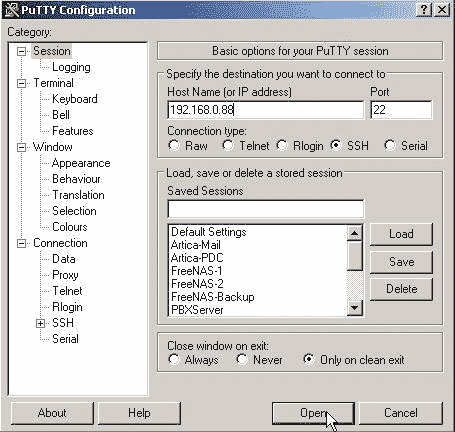 PuTTY Configuration
Category:
Session
Logging
Terminal
Keyboard
Bell
Features
Window
Appearance
Behaviour
Translation
Selection
Colours
Connection
Data
Proxy
Telnet
Rlogin
SSH
Serial
Basic options for your PuTTY session
Specify the destination you want to connect to
Host Name (or IP address) Port
192.168.0.88 22
Connection type:
Raw Telnet Rlogin SSH Serial
Load, save or delete a stored session
Saved Sessions
Default Settings
Artica-Mail
Artica-PDC
FreeNAS-1
FreeNAS-2
FreeNAS-Backup
PBXServer
Load
Save
Delete
Close window on exit:
Always Never Only on clean exit
About Help Open Cancel